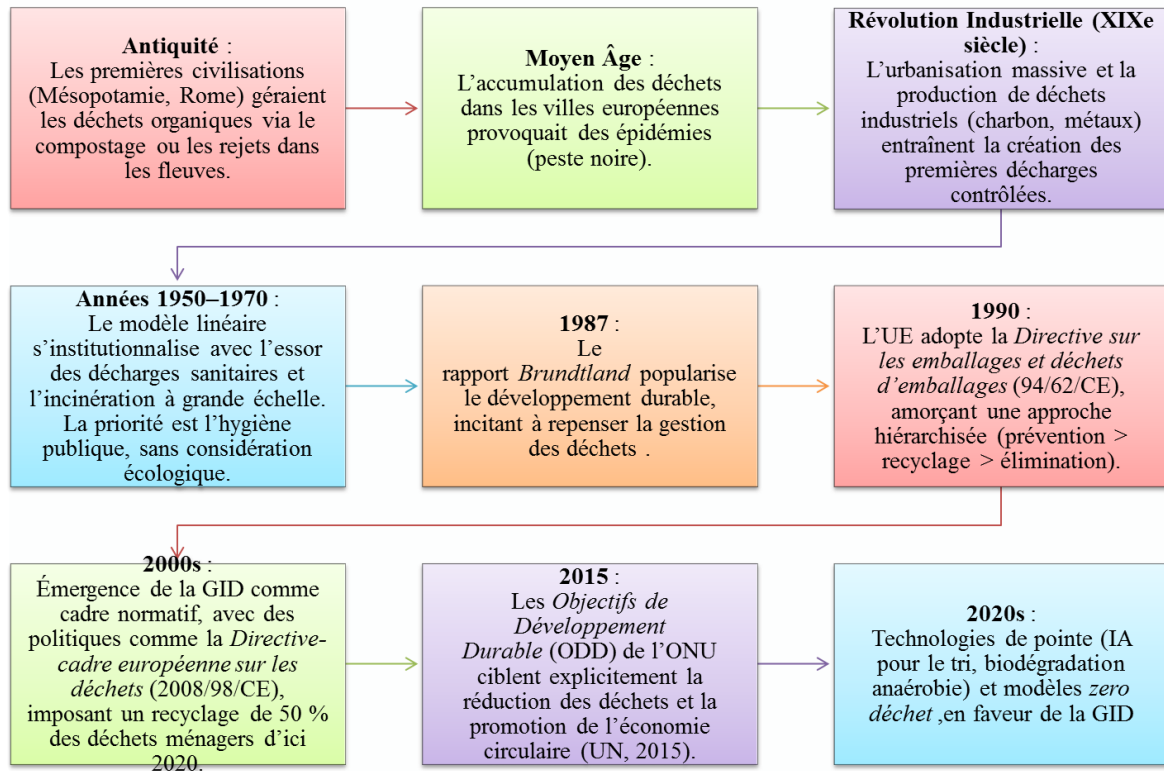 Antiquité :
Les premières civilisations
(Mésopotamie, Rome) géraient
les déchets organiques via le
compostage ou les rejets dans
les fleuves.
Moyen Âge :
L’accumulation des déchets
dans les villes européennes
provoquait des épidémies
(peste noire).
Révolution Industrielle (XIXe
siècle) :
L’urbanisation massive et la
production de déchets
industriels (charbon, métaux)
entraînent la création des
premières décharges
contrôlées.
Années 1950–1970 :
Le modèle linéaire
s’institutionnalise avec l’essor
des décharges sanitaires et
l’incinération à grande échelle.
La priorité est l’hygiène
publique, sans considération
écologique.
1987 :
Le
rapport Brundtland popularise
le développement durable,
incitant à repenser la gestion
des déchets .
1990 :
L’UE adopte la Directive sur
les emballages et déchets
d’emballages (94/62/CE),
amorçant une approche
hiérarchisée (prévention >
recyclage > élimination).
2000s :
Émergence de la GID comme
cadre normatif, avec des
politiques comme la Directive-
cadre européenne sur les
déchets (2008/98/CE),
imposant un recyclage de 50 %
des déchets ménagers d’ici
2020.
2015 :
Les Objectifs de
Développement
Durable (ODD) de l’ONU
ciblent explicitement la
réduction des déchets et la
promotion de l’économie
circulaire (UN, 2015).
2020s :
Technologies de pointe (IA
pour le tri, biodégradation
anaérobie) et modèles zero
déchet ,en faveur de la GID